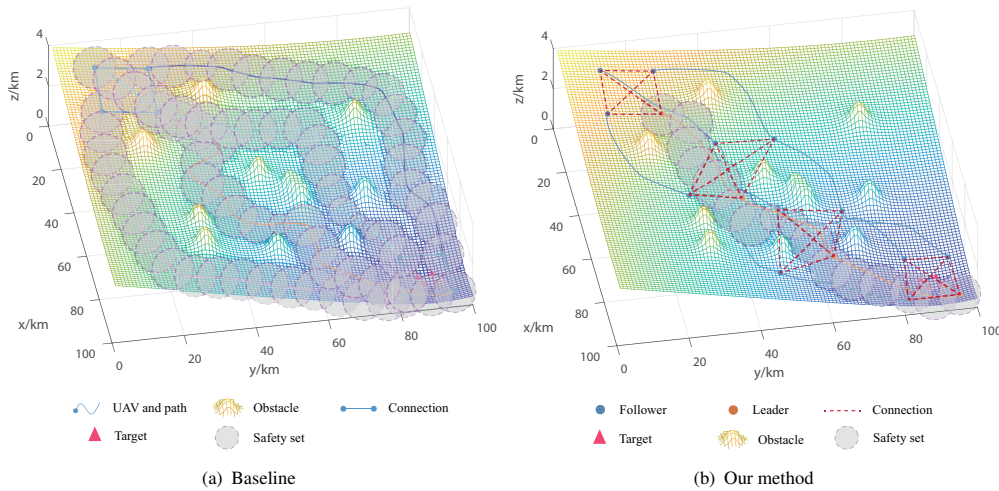 4
2
0
z/km
0
20
40
60
80
100
x/km
0
20
40
60
80
100
y/km
UAV and path
Obstacle
Connection
Target
Safety set
(a) Baseline
4
2
0
z/km
0
20
40
60
80
100
x/km
0
20
40
60
80
100
y/km
Follower
Leader
Connection
Target
Obstacle
Safety set
(b) Our method